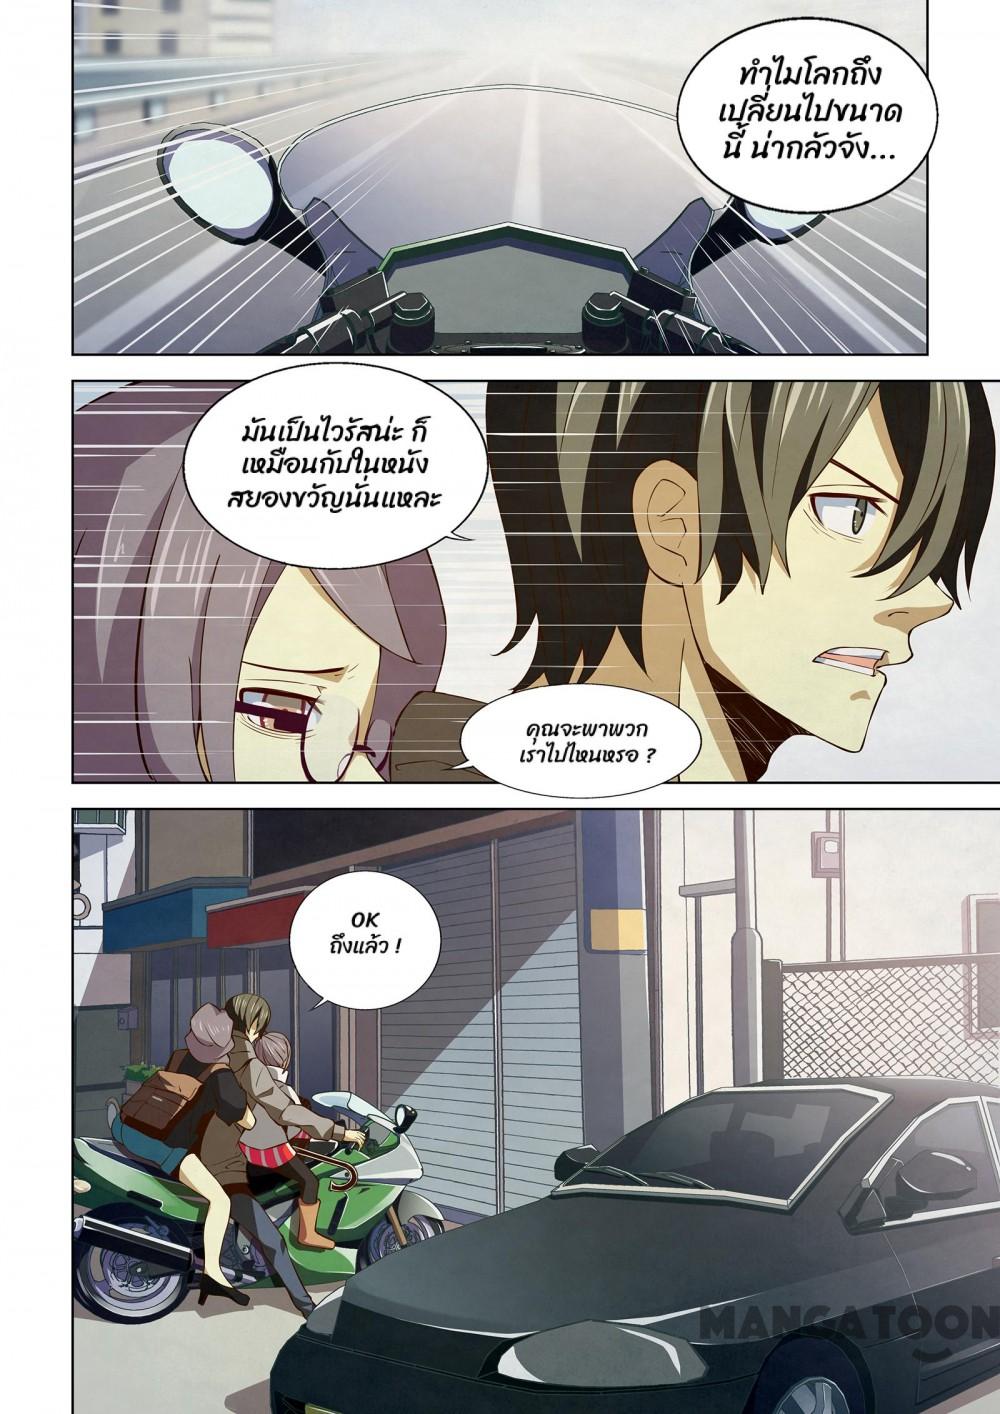 ทำไมโลกถึง
เปลี่ยนไปขนาด
นี้ น่ากลัวจัง...
มันเป็นไวรัสน่ะ ก็
เหมือนกับในหนัง
สยองขวัญนั่นแหละ
คุณจะพาพวก
เราไปไหนหรอ ?
OK
ถึงแล้ว !
MANGATOON